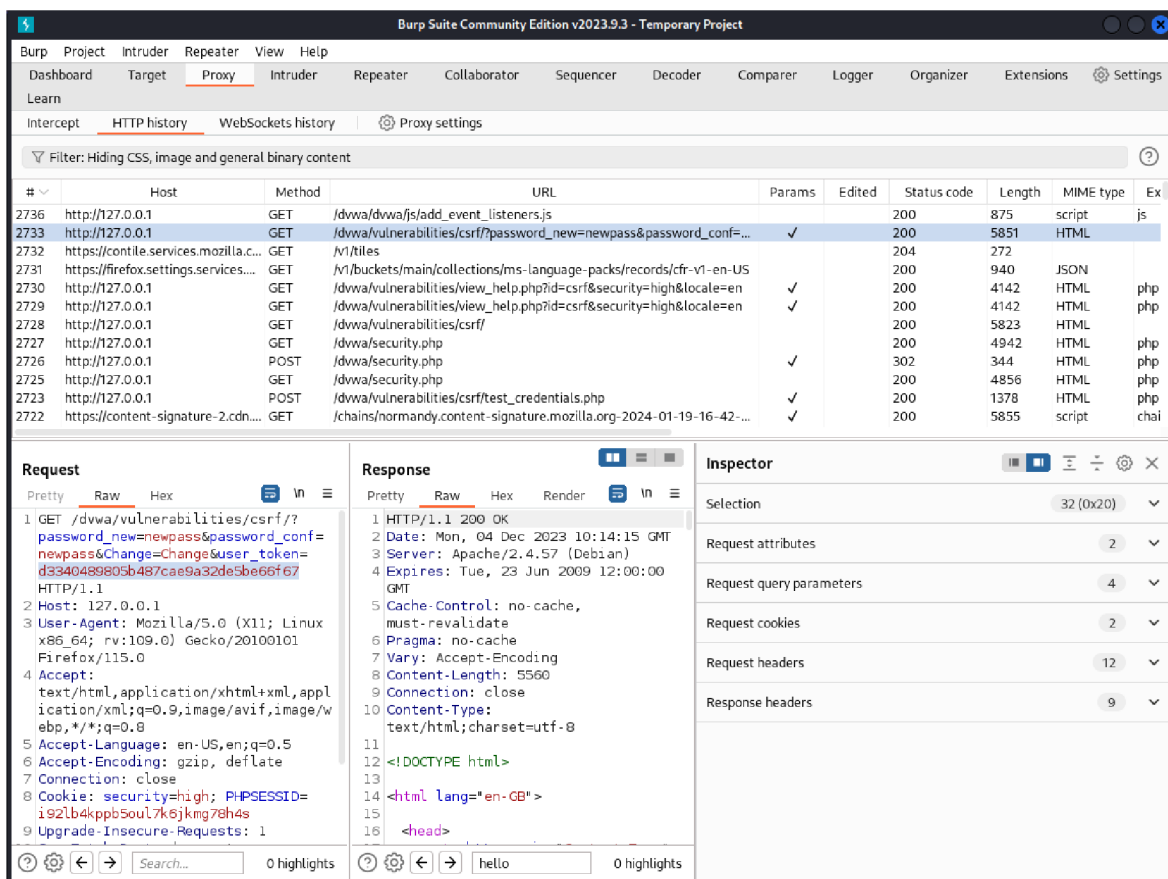 Burp Suite Community Edition v2023.9.3 - Temporary Project
Burp Project Intruder Repeater View Help
Dashboard Target Proxy Intruder Repeater Collaborator Sequencer Decoder Comparer Logger Organizer Extensions Settings
Learn
Intercept HTTP history WebSockets history Proxy settings
Filter: Hiding CSS, image and general binary content
# Host Method URL Params Edited Status code Length MIME type Ex
2736 http://127.0.0.1 GET /dvwa/dvwa/js/add_event_listeners.js 200 875 script js
2733 http://127.0.0.1 GET /dvwa/vulnerabilities/csrf/?password_new=newpass&password_conf=... ✓ 200 5851 HTML
2732 https://contile.services.mozilla.c... GET /v1/tiles 204 272
2731 https://firefox.settings.services.... GET /v1/buckets/main/collections/ms-language-packs/records/cfr-v1-en-US 200 940 JSON
2730 http://127.0.0.1 GET /dvwa/vulnerabilities/view_help.php?id=csrf&security=high&locale=en ✓ 200 4142 HTML php
2729 http://127.0.0.1 GET /dvwa/vulnerabilities/view_help.php?id=csrf&security=high&locale=en ✓ 200 4142 HTML php
2728 http://127.0.0.1 GET /dvwa/vulnerabilities/csrf/ 200 5823 HTML
2727 http://127.0.0.1 GET /dvwa/security.php 200 4942 HTML php
2726 http://127.0.0.1 POST /dvwa/security.php ✓ 302 344 HTML php
2725 http://127.0.0.1 GET /dvwa/security.php 200 4856 HTML php
2723 http://127.0.0.1 POST /dvwa/vulnerabilities/csrf/test_credentials.php ✓ 200 1378 HTML php
2722 https://content-signature-2.cdn.... GET /chains/normandy.content-signature.mozilla.org-2024-01-19-16-42-... ✓ 200 5855 script chai
Request
Pretty Raw Hex \n
1 GET /dvwa/vulnerabilities/csrf/?
password_new=newpass&password_conf=
newpass&Change=Change&user_token=
d3340489805b487cae9a32de5be66f67
HTTP/1.1
2 Host: 127.0.0.1
3 User-Agent: Mozilla/5.0 (X11; Linux
x86_64; rv:109.0) Gecko/20100101
Firefox/115.0
4 Accept:
text/html,application/xhtml+xml,appl
ication/xml;q=0.9,image/avif,image/w
ebp,*/*;q=0.8
5 Accept-Language: en-US,en;q=0.5
6 Accept-Encoding: gzip, deflate
7 Connection: close
8 Cookie: security=high; PHPSESSID=
i92lb4kppb5oul7k6jkmg78h4s
9 Upgrade-Insecure-Requests: 1
Search... 0 highlights
Response
Pretty Raw Hex Render \n
1 HTTP/1.1 200 OK
2 Date: Mon, 04 Dec 2023 10:14:15 GMT
3 Server: Apache/2.4.57 (Debian)
4 Expires: Tue, 23 Jun 2009 12:00:00
GMT
5 Cache-Control: no-cache,
must-revalidate
6 Pragma: no-cache
7 Vary: Accept-Encoding
8 Content-Length: 5560
9 Connection: close
10 Content-Type:
text/html;charset=utf-8
11
12 <!DOCTYPE html>
13
14 <html lang="en-GB">
15
16 <head>
hello 0 highlights
Inspector
Selection 32 (0x20)
Request attributes 2
Request query parameters 4
Request cookies 2
Request headers 12
Response headers 9